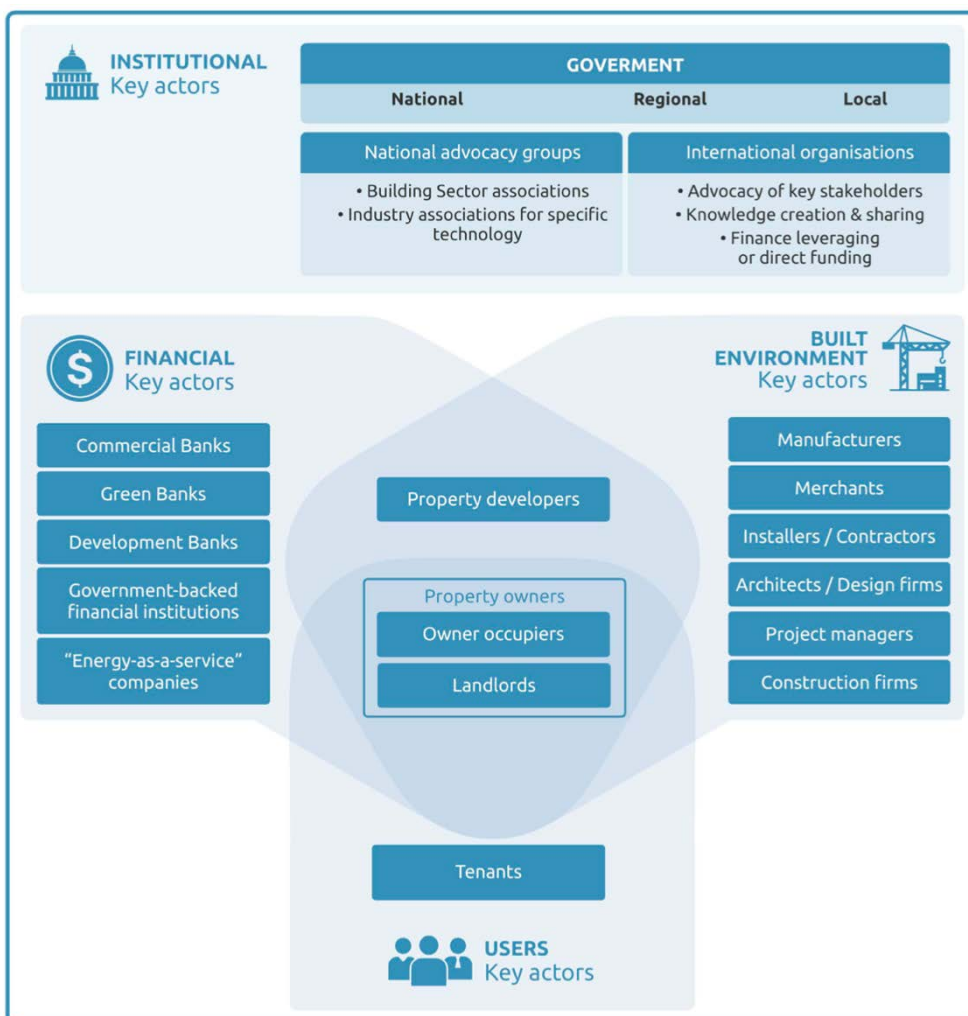 INSTITUTIONAL
Key actors
GOVERMENT
National Regional Local
National advocacy groups
• Building Sector associations
• Industry associations for specific
technology
International organisations
• Advocacy of key stakeholders
• Knowledge creation & sharing
• Finance leveraging
or direct funding
$
FINANCIAL
Key actors
Commercial Banks
Green Banks
Development Banks
Government-backed
financial institutions
“Energy-as-a-service”
companies
Property developers
Property owners
Owner occupiers
Landlords
BUILT
ENVIRONMENT
Key actors
Manufacturers
Merchants
Installers / Contractors
Architects / Design firms
Project managers
Construction firms
Tenants
USERS
Key actors